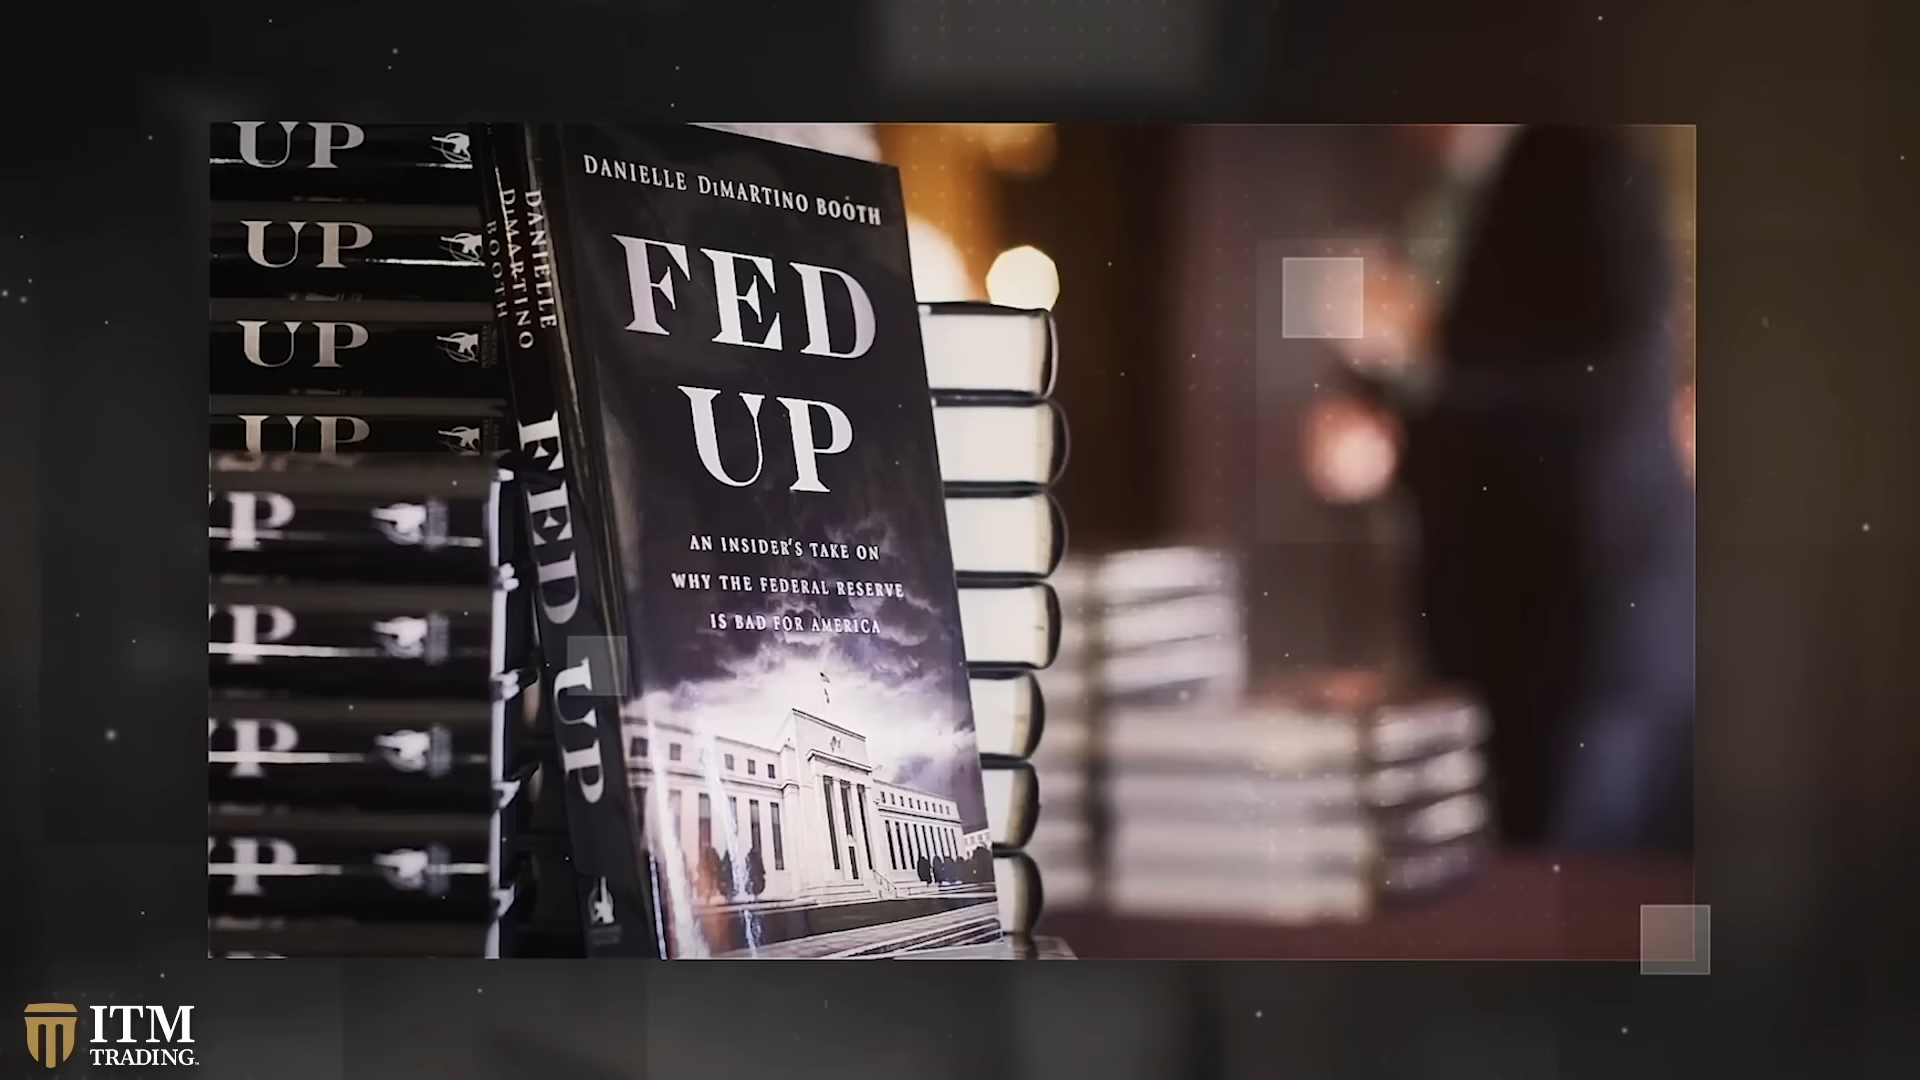 UP
UP
UP
UP
P
P
P
P
DANIELLE
DiMARTINO
BOOTH
FED UP
DANIELLE DiMARTINO BOOTH
FED
UP
AN INSIDER'S TAKE ON
WHY THE FEDERAL RESERVE
IS BAD FOR AMERICA
ITM
TRADING